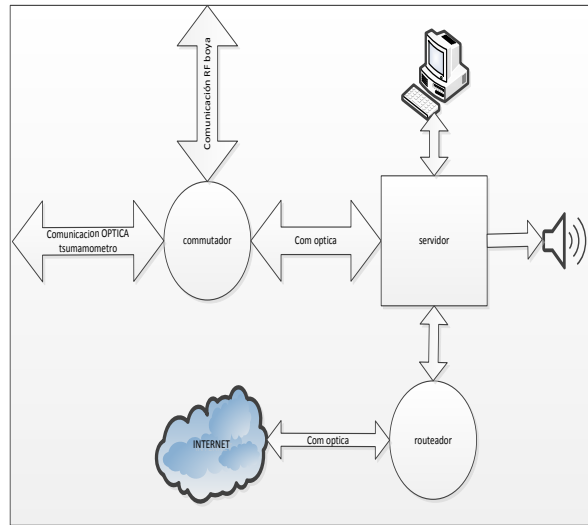 Comunicación RF boya
Comunicacion OPTICA
tsumamometro
commutador
Com optica
servidor
INTERNET
Com optica
routeador